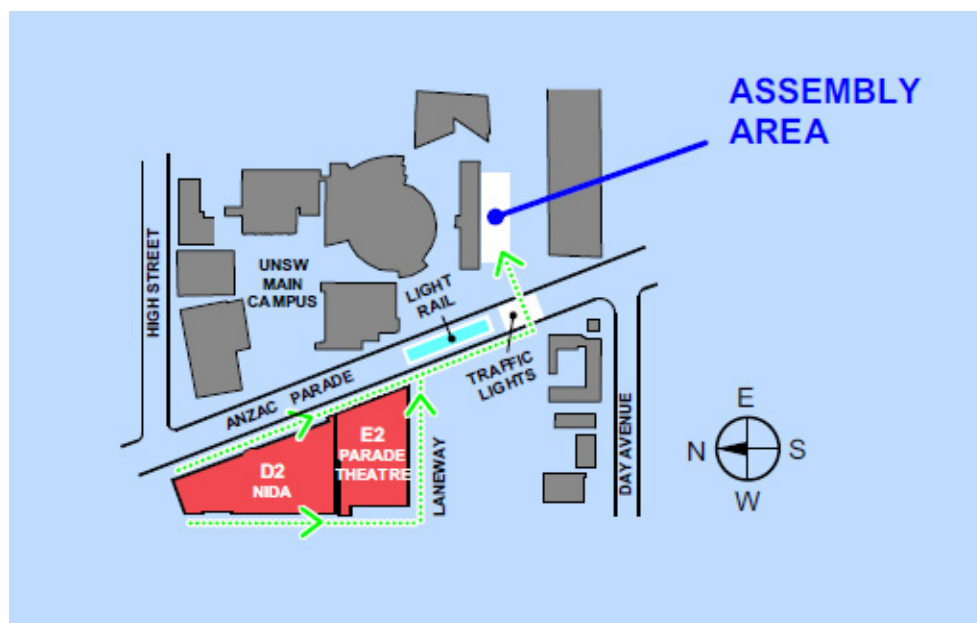 ASSEMBLY
AREA
HIGH STREET
UNSW
MAIN
CAMPUS
LIGHT
RAIL
ANZAC PARADE
TRAFFIC
LIGHTS
E2
PARADE
THEATRE
D2
NIDA
LANEWAY
DAY AVENUE
E
N
S
W